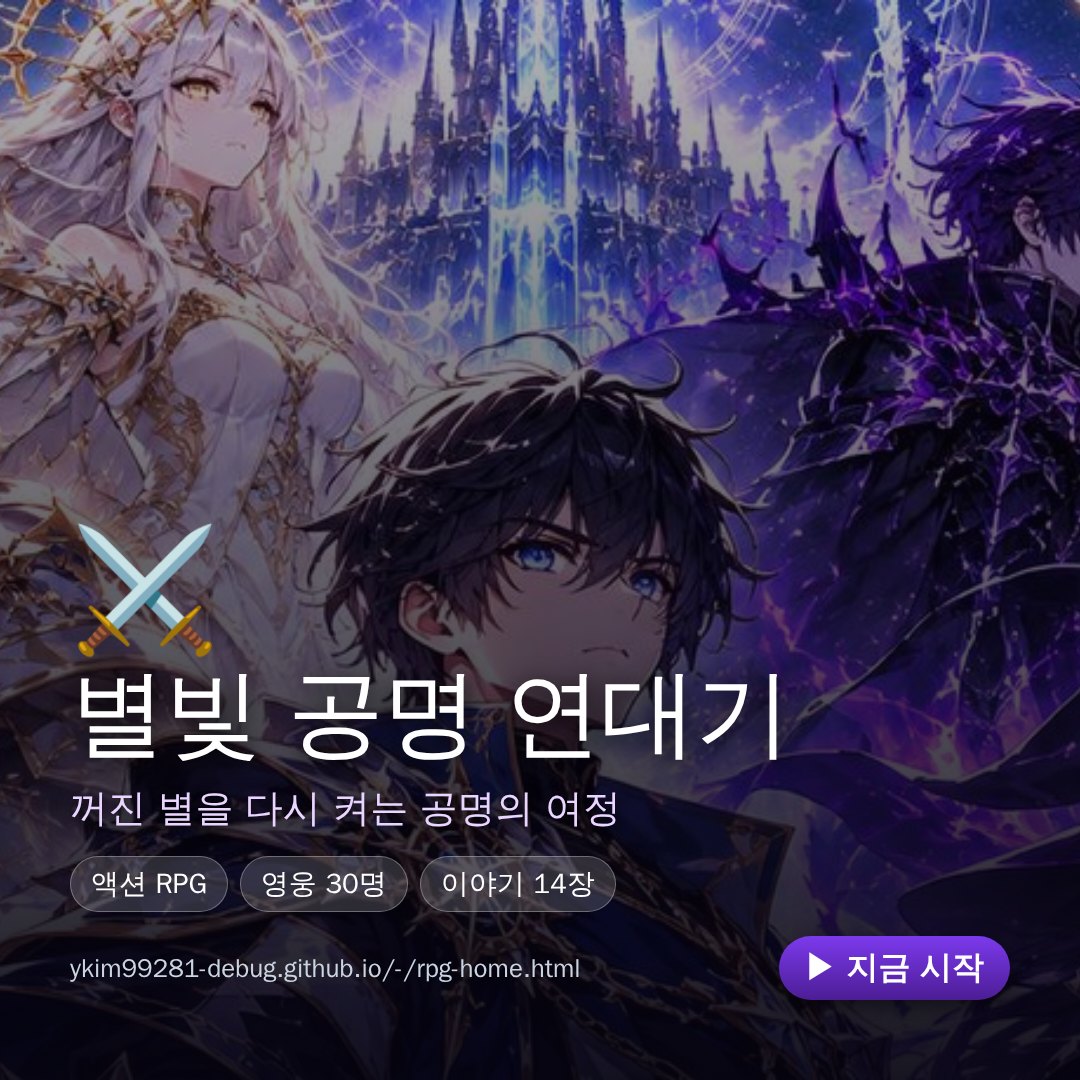 별빛 공명 연대기
꺼진 별을 다시 켜는 공명의 여정
액션 RPG 영웅 30명 이야기 14장
ykim99281-debug.github.io/-/rpg-home.html
▶ 지금 시작